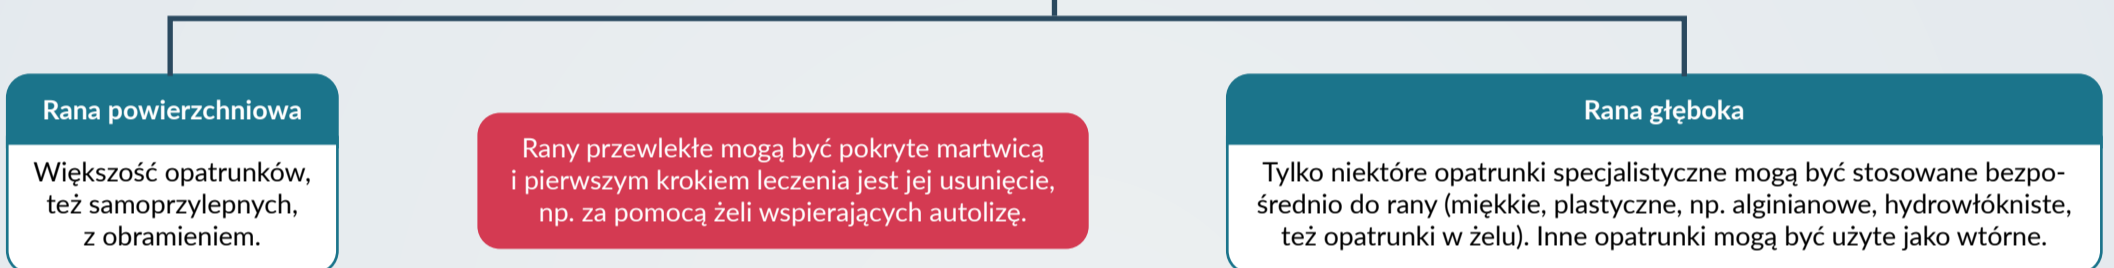 Rana powierzchniowa
Większość opatrunków,
też samoprzylepnych,
z obramieniem.
Rany przewlekłe mogą być pokryte martwicą
i pierwszym krokiem leczenia jest jej usunięcie,
np. za pomocą żeli wspierających autolizę.
Rana głęboka
Tylko niektóre opatrunki specjalistyczne mogą być stosowane bezpo-
średnio do rany (miękkie, plastyczne, np. alginianowe, hydrowłókniste,
też opatrunki w żelu). Inne opatrunki mogą być użyte jako wtórne.